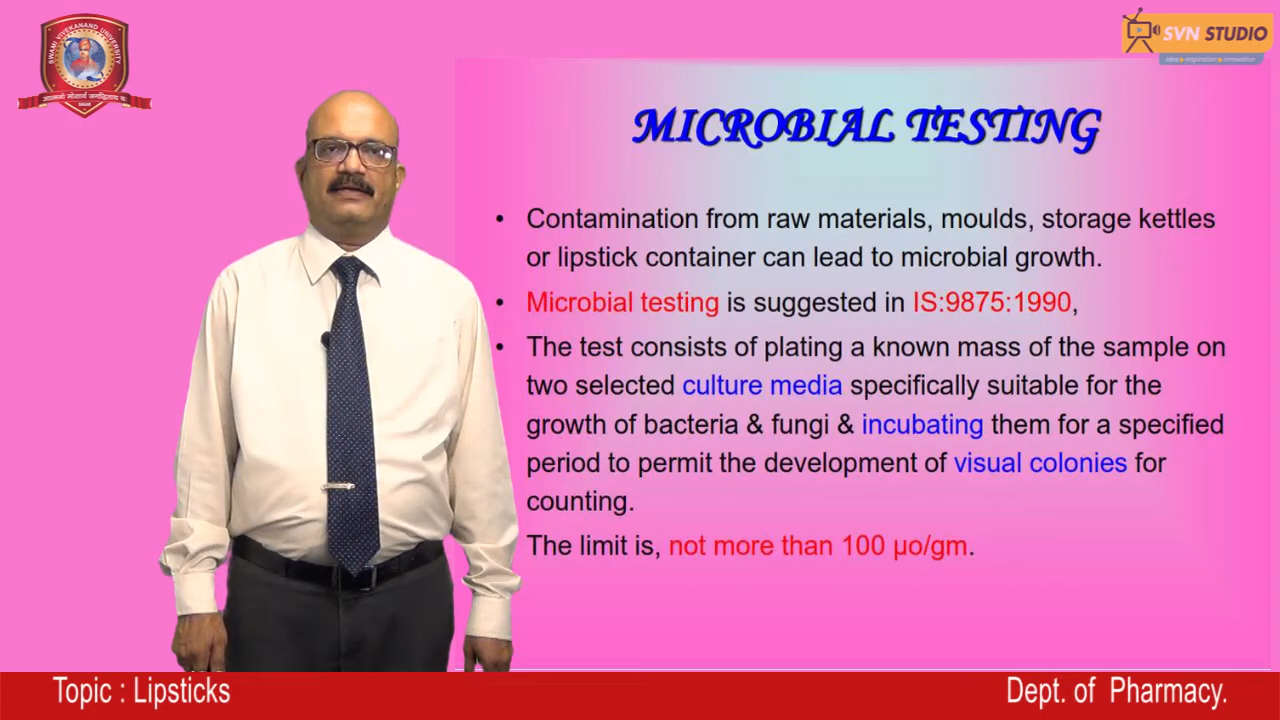 SWAMI VIVEKANAND UNIVERSITY
SVN STUDIO
MICROBIAL TESTING
• Contamination from raw materials, moulds, storage kettles
or lipstick container can lead to microbial growth.
• Microbial testing is suggested in IS:9875:1990,
• The test consists of plating a known mass of the sample on
two selected culture media specifically suitable for the
growth of bacteria & fungi & incubating them for a specified
period to permit the development of visual colonies for
counting.
The limit is, not more than 100 µo/gm.
Topic : Lipsticks
Dept. of Pharmacy.